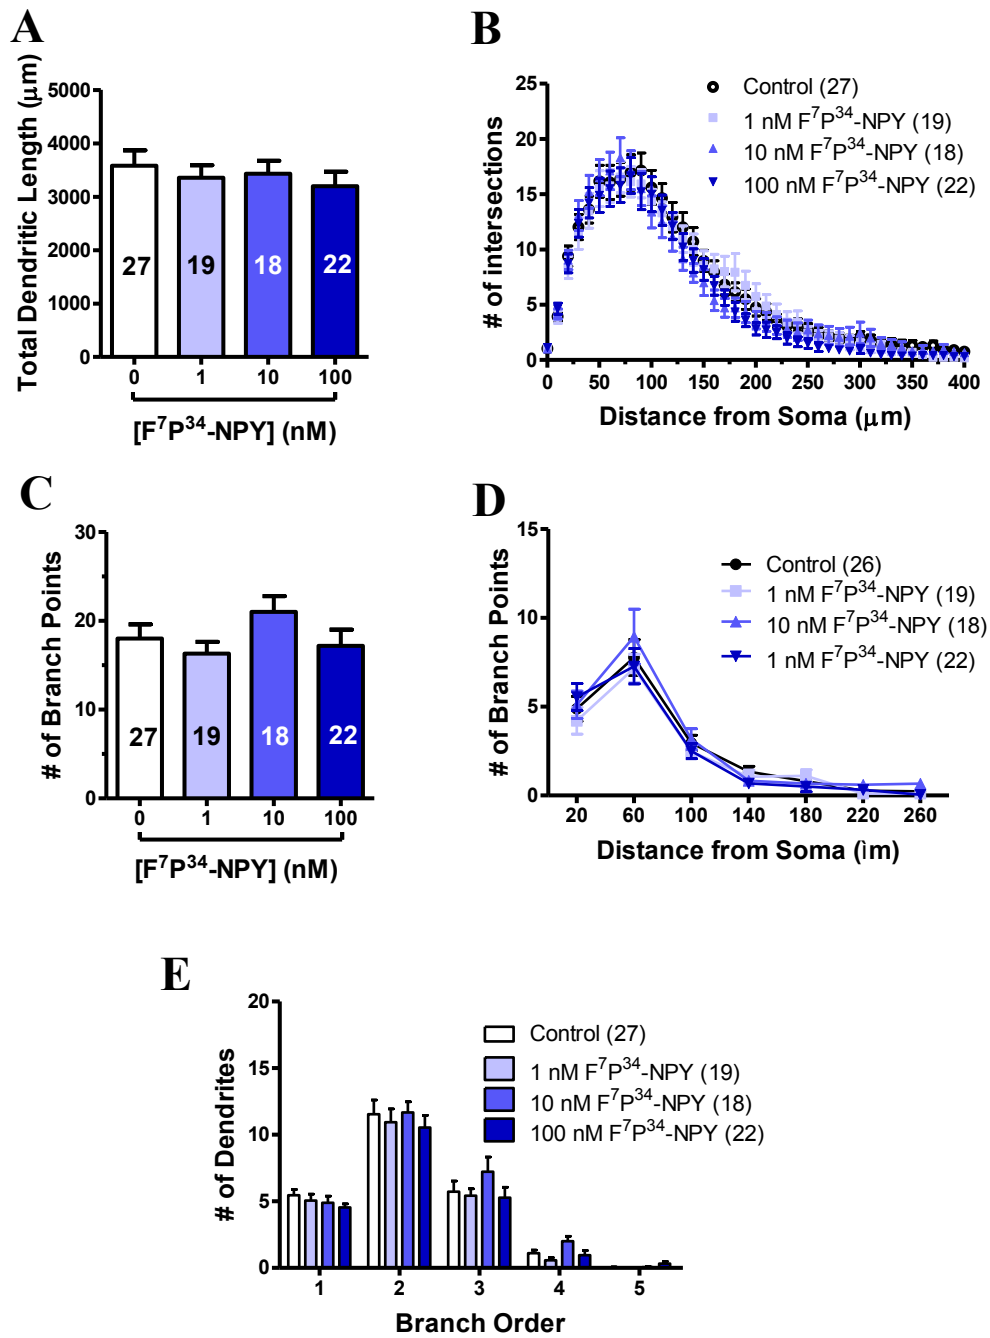 A
Total Dendritic Length (μm)
5000
4000
3000
2000
1000
0
27
19
18
22
0 1 10 100
[F⁷P³⁴-NPY] (nM)
B
# of intersections
25
20
15
10
5
0
Control (27)
1 nM F⁷P³⁴-NPY (19)
10 nM F⁷P³⁴-NPY (18)
100 nM F⁷P³⁴-NPY (22)
0 50 100 150 200 250 300 350 400
Distance from Soma (μm)
C
# of Branch Points
30
20
10
0
27
19
18
22
0 1 10 100
[F⁷P³⁴-NPY] (nM)
D
# of Branch Points
15
10
5
0
Control (26)
1 nM F⁷P³⁴-NPY (19)
10 nM F⁷P³⁴-NPY (18)
1 nM F⁷P³⁴-NPY (22)
20 60 100 140 180 220 260
Distance from Soma (ìm)
E
# of Dendrites
20
15
10
5
0
Control (27)
1 nM F⁷P³⁴-NPY (19)
10 nM F⁷P³⁴-NPY (18)
100 nM F⁷P³⁴-NPY (22)
1 2 3 4 5
Branch Order